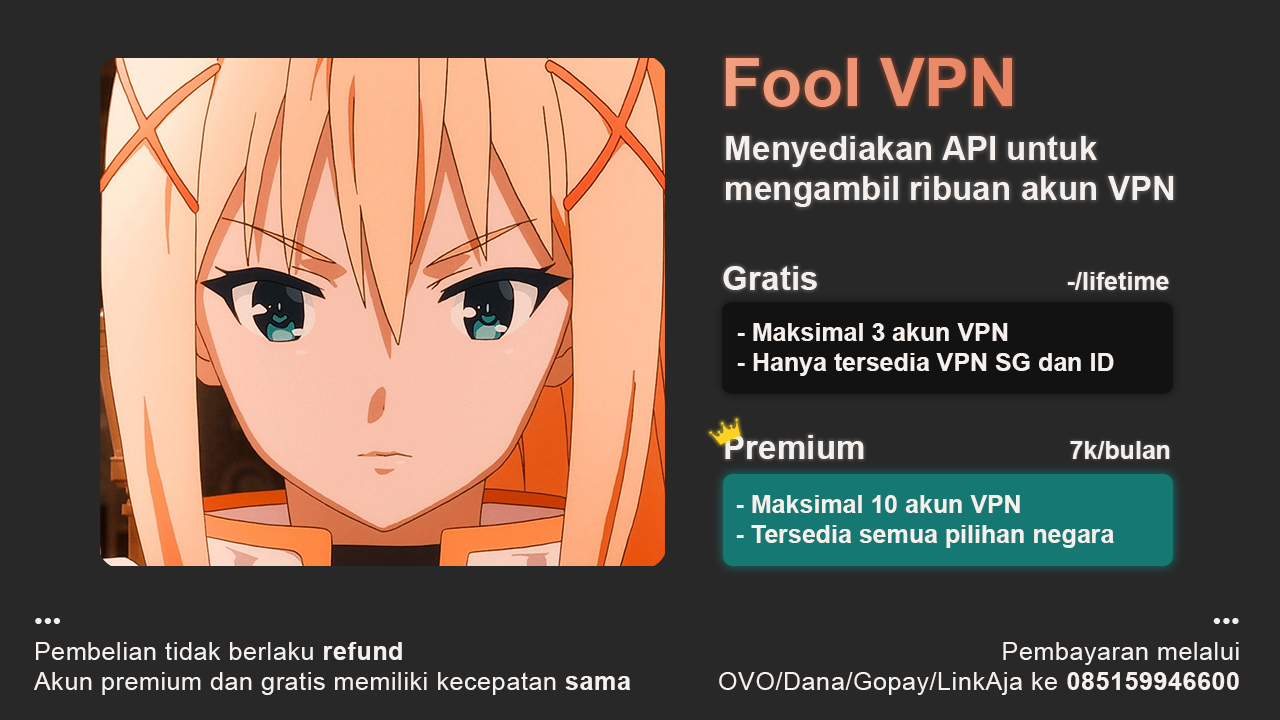 Fool VPN
Menyediakan API untuk
mengambil ribuan akun VPN
Gratis -/lifetime
- Maksimal 3 akun VPN
- Hanya tersedia VPN SG dan ID
Premium 7k/bulan
- Maksimal 10 akun VPN
- Tersedia semua pilihan negara
•••
Pembelian tidak berlaku refund
Akun premium dan gratis memiliki kecepatan sama
•••
Pembayaran melalui
OVO/Dana/Gopay/LinkAja ke 085159946600